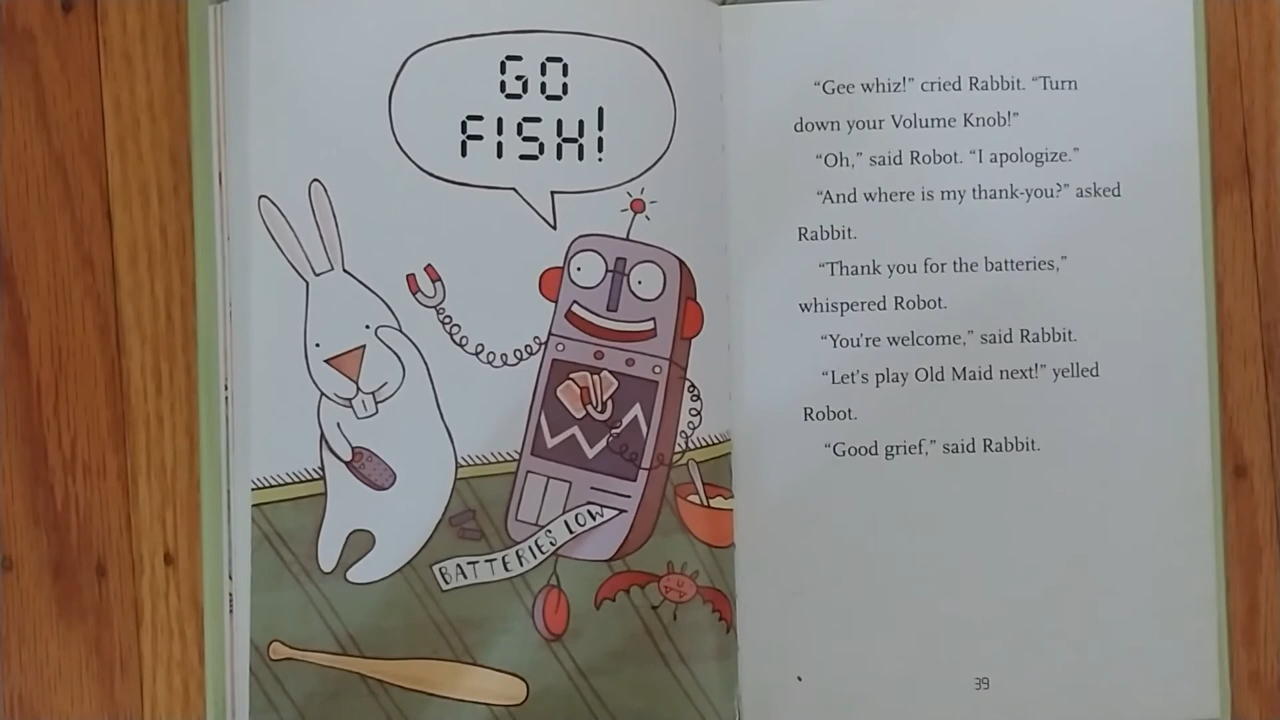 GO
FISH!
BATTERIES LOW
“Gee whiz!” cried Rabbit. “Turn
down your Volume Knob!”
“Oh,” said Robot. “I apologize.”
“And where is my thank-you?” asked
Rabbit.
“Thank you for the batteries,”
whispered Robot.
“You’re welcome,” said Rabbit.
“Let’s play Old Maid next!” yelled
Robot.
“Good grief,” said Rabbit.
39